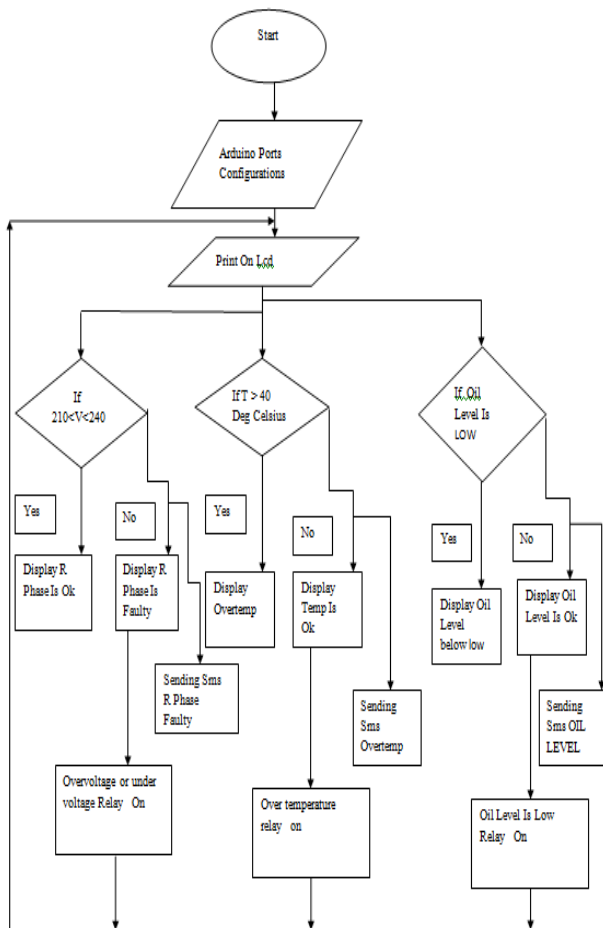 Start
Arduino Ports
Configurations
Print On Lcd
If
210<V<240
If T > 40
Deg Celsius
If Oil
Level Is
LOW
Yes
No
Yes
No
Yes
No
Display R
Phase Is Ok
Display R
Phase Is
Faulty
Display
Overtemp
Display
Temp Is
Ok
Display Oil
Level
below low
Display Oil
Level Is Ok
Sending Sms
R Phase
Faulty
Sending
Sms
Overtemp
Sending
Sms OIL
LEVEL
Overvoltage or under
voltage Relay On
Over temperature
relay on
Oil Level Is Low
Relay On